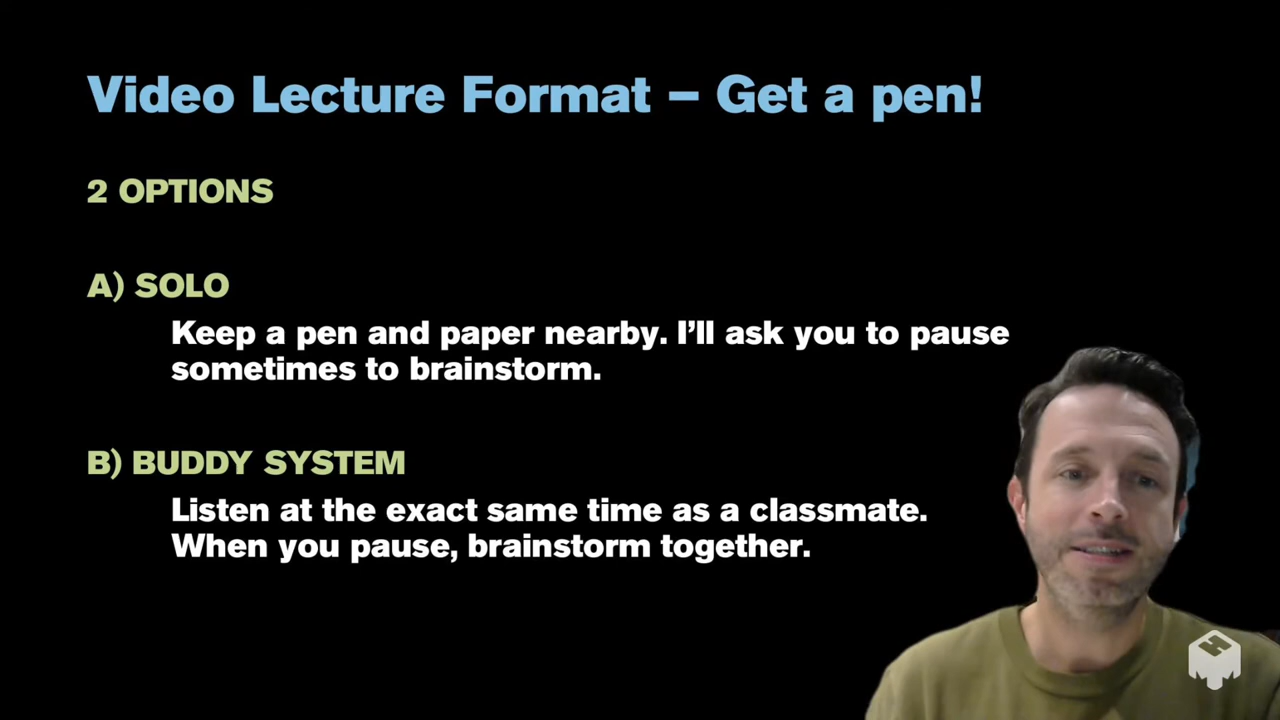 Video Lecture Format – Get a pen!
2 OPTIONS
A) SOLO
Keep a pen and paper nearby. I’ll ask you to pause
sometimes to brainstorm.
B) BUDDY SYSTEM
Listen at the exact same time as a classmate.
When you pause, brainstorm together.